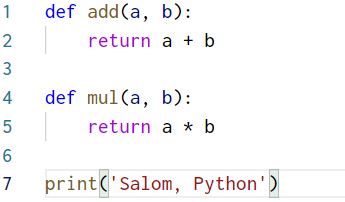 1 def add(a, b):
2     return a + b
3
4 def mul(a, b):
5     return a * b
6
7 print('Salom, Python')